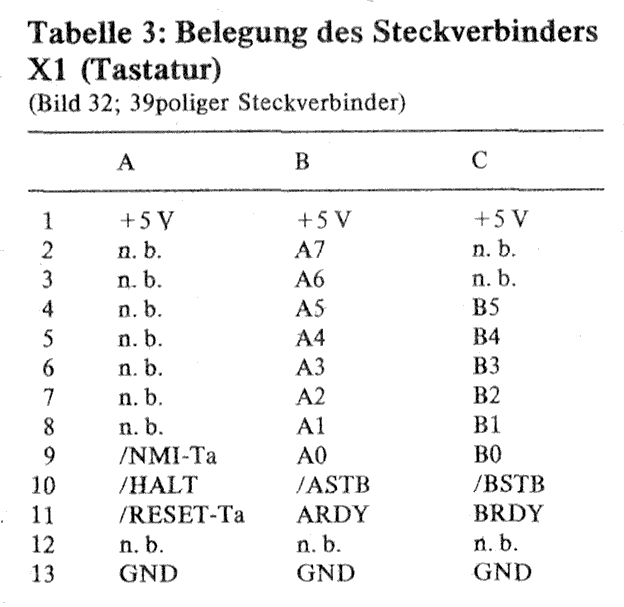 Tabelle 3: Belegung des Steckverbinders
X1 (Tastatur)
(Bild 32; 39poliger Steckverbinder)
A B C
1 +5 V +5 V +5 V
2 n. b. A7 n. b.
3 n. b. A6 n. b.
4 n. b. A5 B5
5 n. b. A4 B4
6 n. b. A3 B3
7 n. b. A2 B2
8 n. b. A1 B1
9 /NMI-Ta A0 B0
10 /HALT /ASTB /BSTB
11 /RESET-Ta ARDY BRDY
12 n. b. n. b. n. b.
13 GND GND GND